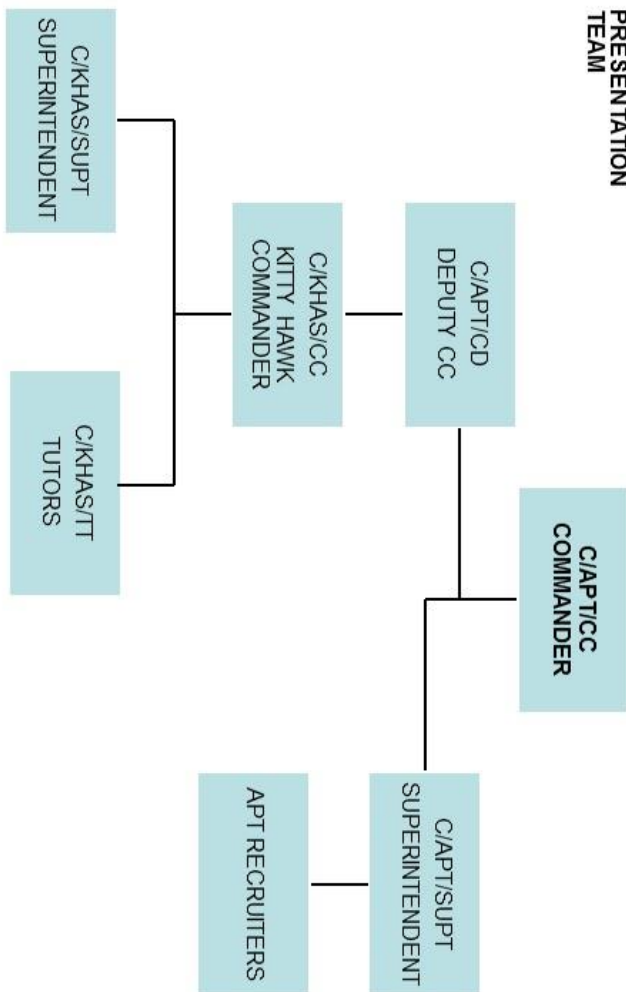 PRESENTATION
TEAM
C/APT/CC
COMMANDER
C/APT/CD
DEPUTY CC
C/APT/SUPT
SUPERINTENDENT
C/KHAS/CC
KITTY HAWK
COMMANDER
APT RECRUITERS
C/KHAS/SUPT
SUPERINTENDENT
C/KHAS/TT
TUTORS